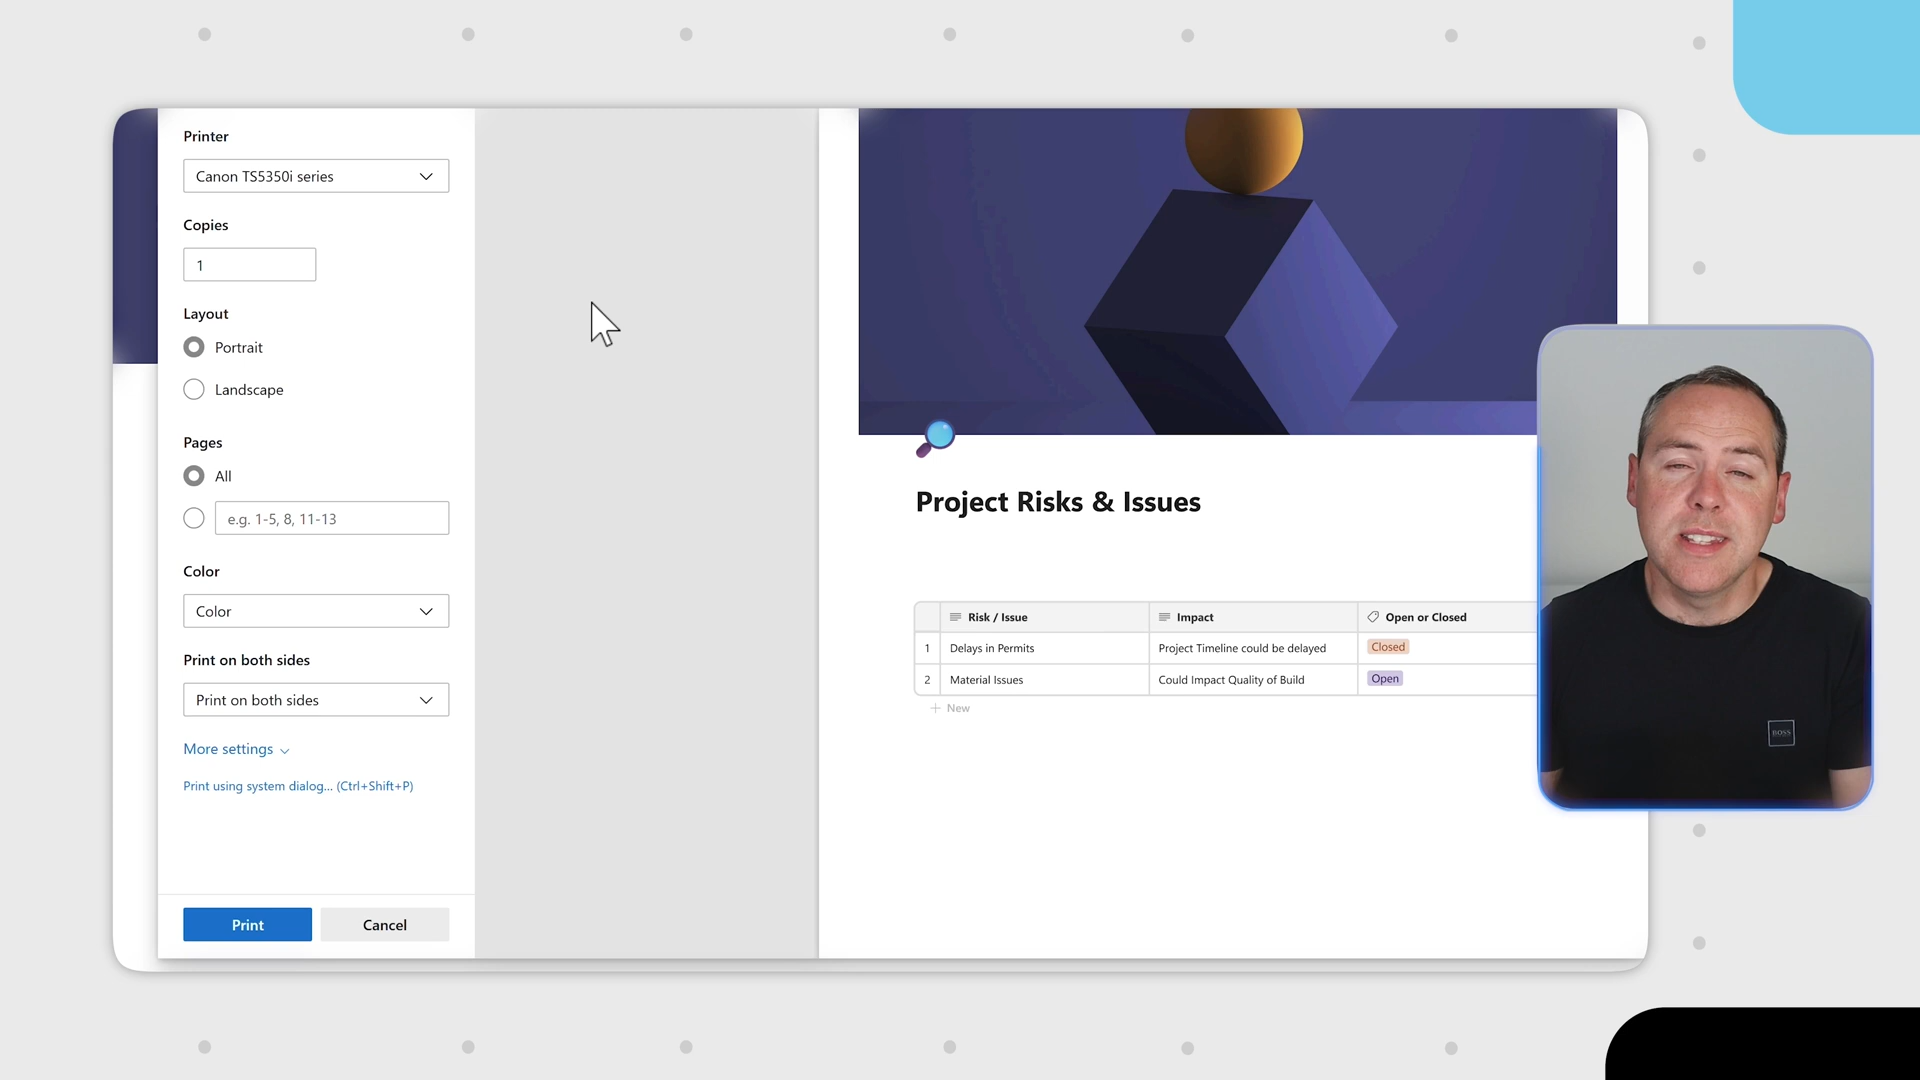 Printer
Canon TS5350i series
Copies
1
Layout
Portrait
Landscape
Pages
All
e.g. 1-5, 8, 11-13
Color
Color
Print on both sides
Print on both sides
More settings
Print using system dialog... (Ctrl+Shift+P)
Print Cancel
Project Risks & Issues
Risk / Issue Impact Open or Closed
1 Delays in Permits Project Timeline could be delayed Closed
2 Material Issues Could Impact Quality of Build Open
+ New
BOSS